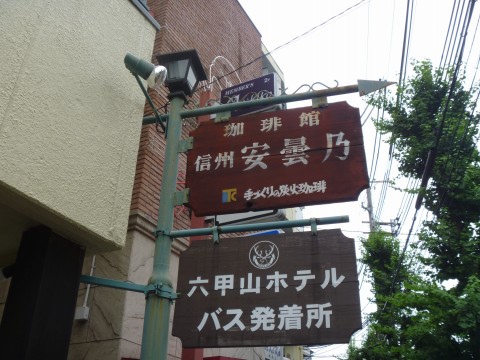 MEMBER'S
珈琲館
信州 安曇乃
手づくりの炭火珈琲
六甲山ホテル
バス発着所